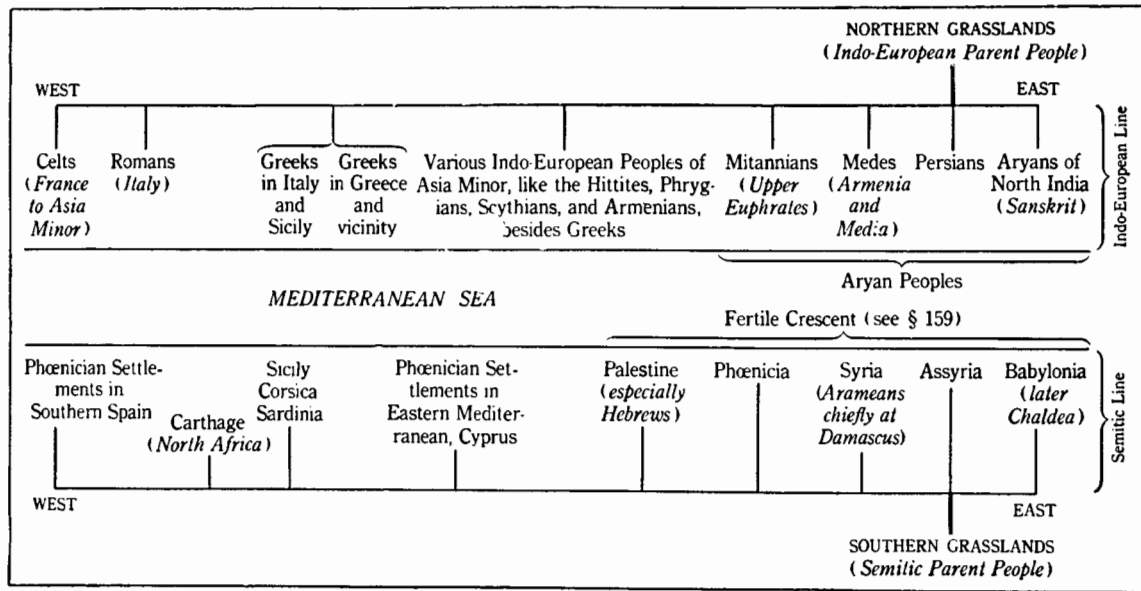 NORTHERN GRASSLANDS
(Indo-European Parent People)
WEST
EAST
Celts
(France
to Asia
Minor)
Romans
(Italy)
Greeks
in Italy
and
Sicily
Greeks
in Greece
and
vicinity
Various Indo-European Peoples of
Asia Minor, like the Hittites, Phryg-
ians, Scythians, and Armenians,
besides Greeks
Mitannians
(Upper
Euphrates)
Medes
(Armenia
and
Media)
Persians
Aryans of
North India
(Sanskrit)
Indo-European Line
Aryan Peoples
MEDITERRANEAN SEA
Fertile Crescent (see § 159)
Phœnician Settle-
ments in
Southern Spain
Carthage
(North Africa)
Sicily
Corsica
Sardinia
Phœnician Set-
tlements in
Eastern Mediter-
ranean, Cyprus
Palestine
(especially
Hebrews)
Phœnicia
Syria
(Arameans
chiefly at
Damascus)
Assyria
Babylonia
(later
Chaldea)
Semitic Line
WEST
EAST
SOUTHERN GRASSLANDS
(Semitic Parent People)